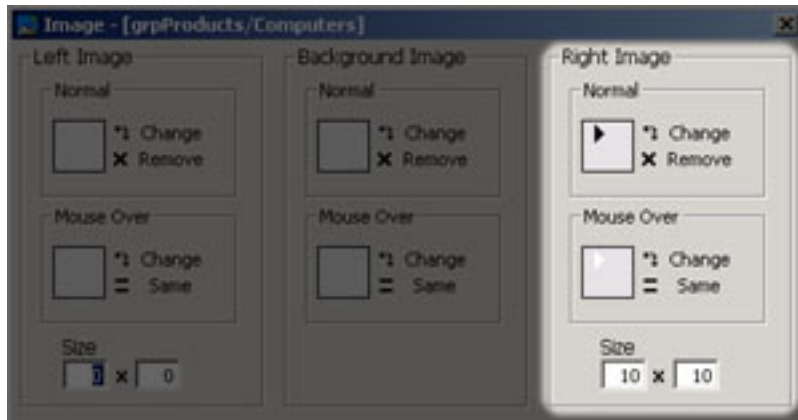 Image - [grpProducts/Computers]
Left Image
Normal
Change
Remove
Mouse Over
Change
Same
Size
0 x 0
Background Image
Normal
Change
Remove
Mouse Over
Change
Same
Right Image
Normal
Change
Remove
Mouse Over
Change
Same
Size
10 x 10